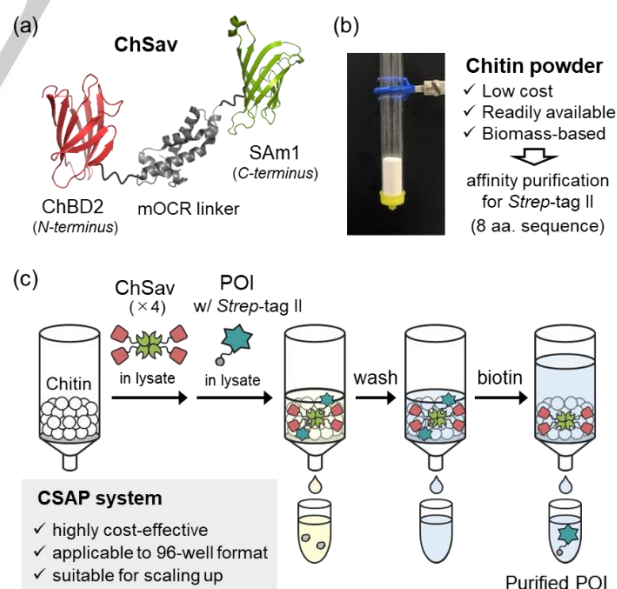 (a)
ChSav
SAm1
(C-terminus)
ChBD2
(N-terminus)
mOCR linker
(b)
Chitin powder
✓ Low cost
✓ Readily available
✓ Biomass-based
affinity purification
for Strep-tag II
(8 aa. sequence)
(c)
ChSav
(×4)
in lysate
POI
w/ Strep-tag II
in lysate
Chitin
wash
biotin
CSAP system
✓ highly cost-effective
✓ applicable to 96-well format
✓ suitable for scaling up
Purified POI